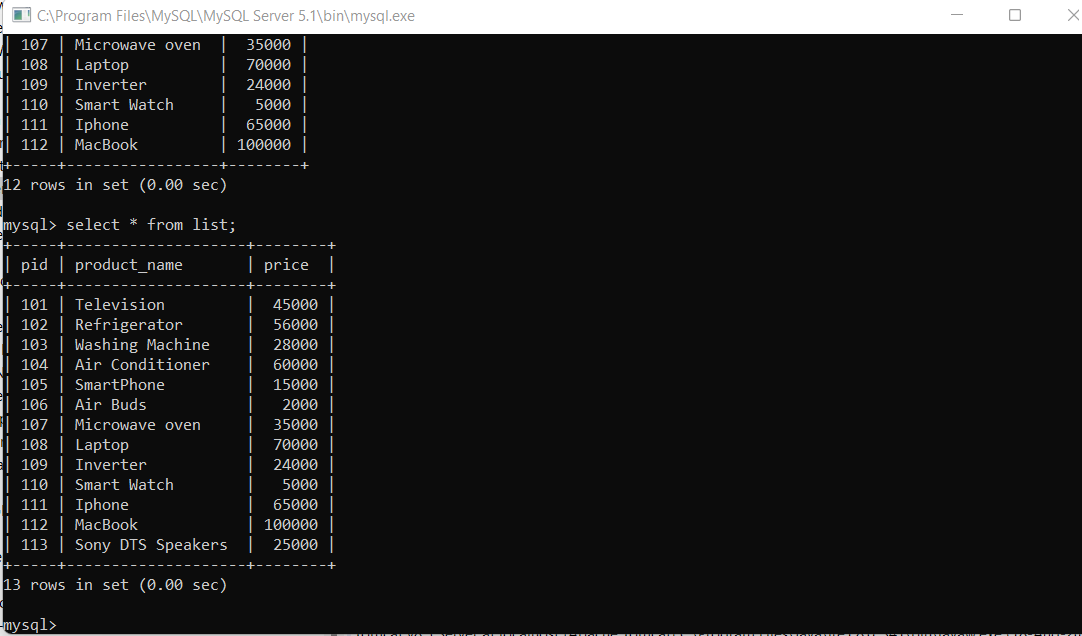 C:\Program Files\MySQL\MySQL Server 5.1\bin\mysql.exe
| 107 | Microwave oven  |  35000 |
| 108 | Laptop          |  70000 |
| 109 | Inverter        |  24000 |
| 110 | Smart Watch     |   5000 |
| 111 | Iphone          |  65000 |
| 112 | MacBook         | 100000 |
+-----+-----------------+--------+
12 rows in set (0.00 sec)
mysql> select * from list;
+-----+--------------------+--------+
| pid | product_name       | price  |
+-----+--------------------+--------+
| 101 | Television         |  45000 |
| 102 | Refrigerator       |  56000 |
| 103 | Washing Machine    |  28000 |
| 104 | Air Conditioner    |  60000 |
| 105 | SmartPhone         |  15000 |
| 106 | Air Buds           |   2000 |
| 107 | Microwave oven     |  35000 |
| 108 | Laptop             |  70000 |
| 109 | Inverter           |  24000 |
| 110 | Smart Watch        |   5000 |
| 111 | Iphone             |  65000 |
| 112 | MacBook            | 100000 |
| 113 | Sony DTS Speakers  |  25000 |
+-----+--------------------+--------+
13 rows in set (0.00 sec)
mysql>